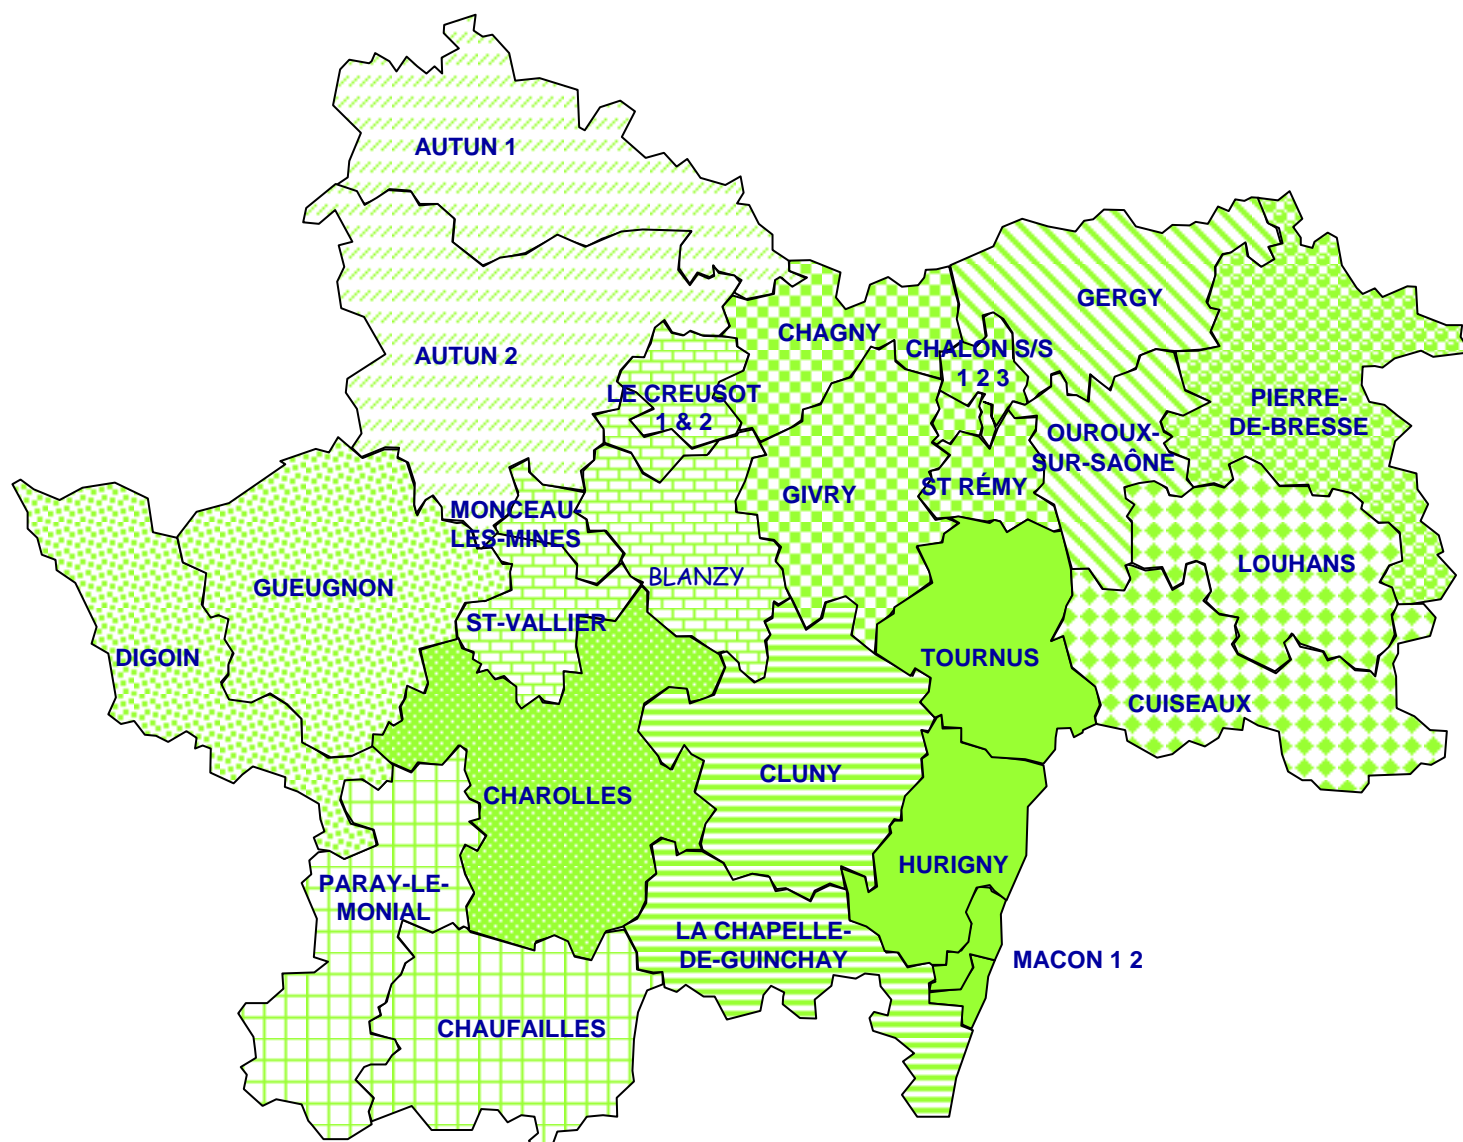 AUTUN 1
AUTUN 2
GERGY
CHAGNY
CHALON S/S
1 2 3
LE CREUSOT
1 & 2
PIERRE-
DE-BRESSE
OUROUX-
SUR-SAÔNE
GIVRY
ST RÉMY
MONCEAU-
LES-MINES
LOUHANS
BLANZY
GUEUGNON
ST-VALLIER
DIGOIN
TOURNUS
CUISEAUX
CLUNY
CHAROLLES
HURIGNY
PARAY-LE-
MONIAL
LA CHAPELLE-
DE-GUINCHAY
MACON 1 2
CHAUFAILLES